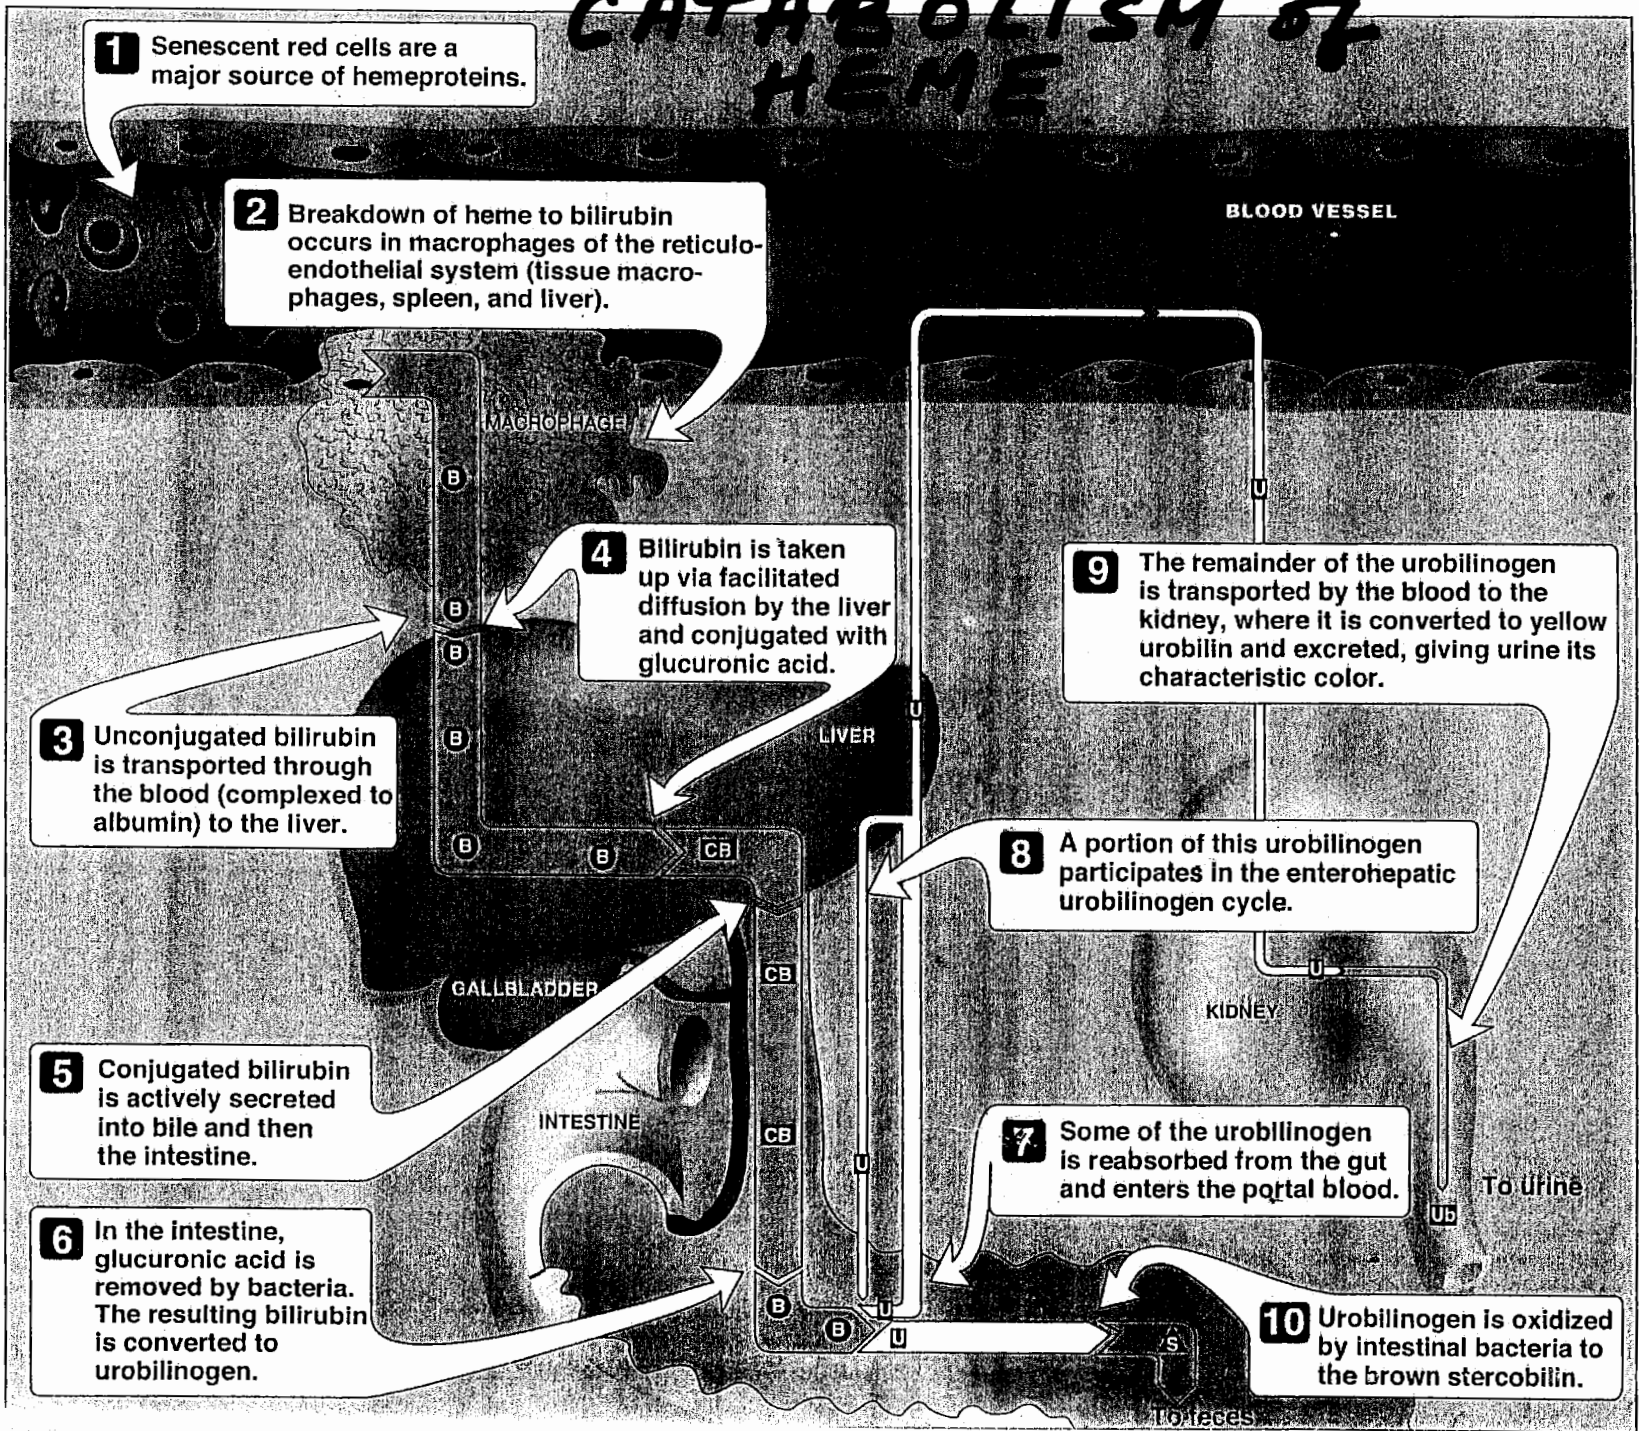 CATABOLISM of
HEME
1 Senescent red cells are a
major source of hemeproteins.
2 Breakdown of heme to bilirubin
occurs in macrophages of the reticulo-
endothelial system (tissue macro-
phages, spleen, and liver).
BLOOD VESSEL
MACROPHAGE
B
U
B
B
B
4 Bilirubin is taken
up via facilitated
diffusion by the liver
and conjugated with
glucuronic acid.
9 The remainder of the urobilinogen
is transported by the blood to the
kidney, where it is converted to yellow
urobilin and excreted, giving urine its
characteristic color.
3 Unconjugated bilirubin
is transported through
the blood (complexed to
albumin) to the liver.
U
LIVER
B
B
CB
8 A portion of this urobilinogen
participates in the enterohepatic
urobilinogen cycle.
CB
U
GALLBLADDER
KIDNEY
5 Conjugated bilirubin
is actively secreted
into bile and then
the intestine.
INTESTINE
CB
U
7 Some of the urobilinogen
is reabsorbed from the gut
and enters the portal blood.
To urine
Ub
6 In the intestine,
glucuronic acid is
removed by bacteria.
The resulting bilirubin
is converted to
urobilinogen.
B
B
U
U
S
10 Urobilinogen is oxidized
by intestinal bacteria to
the brown stercobilin.
To feces